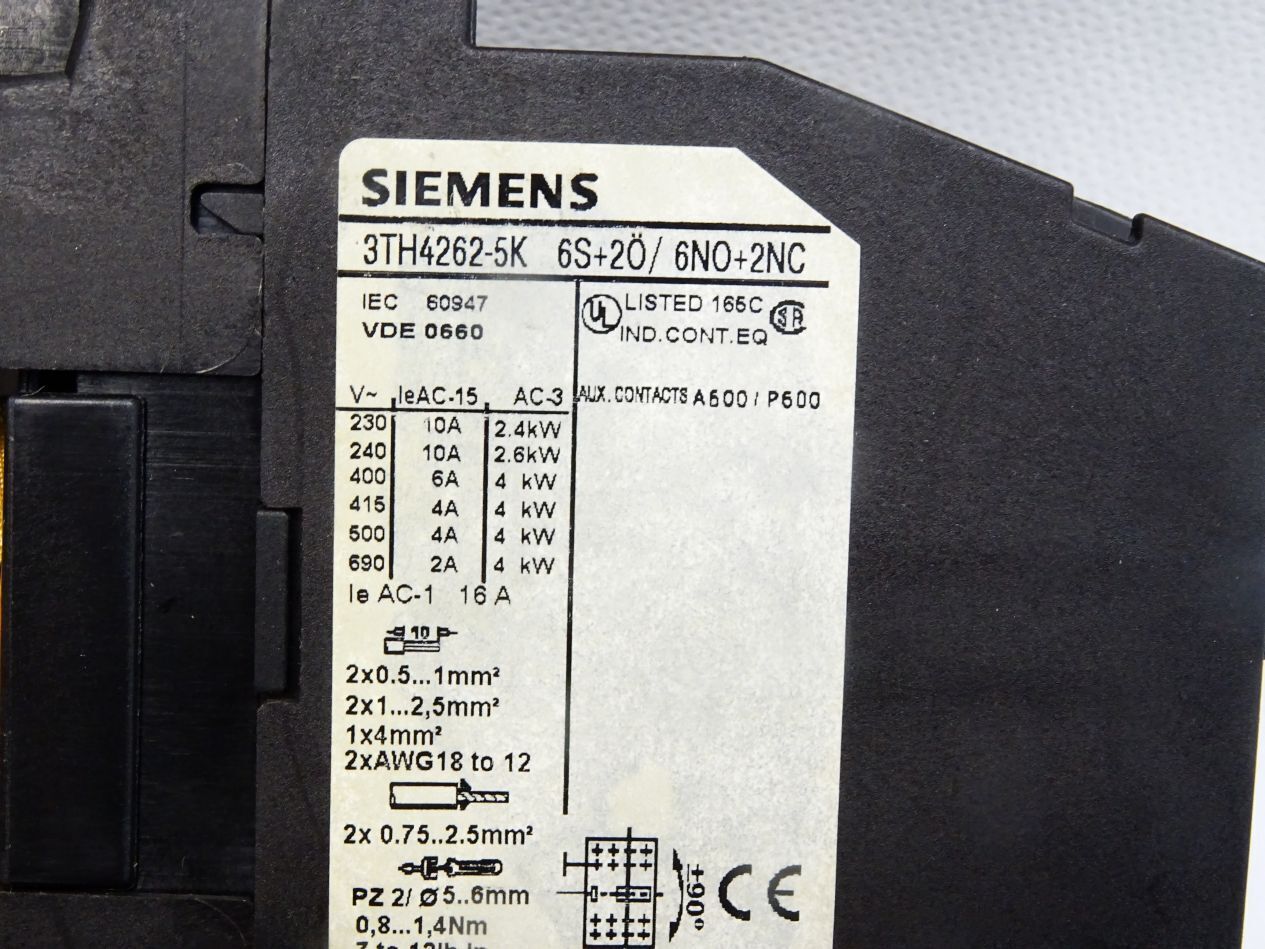 SIEMENS
3TH4262-5K 6S+2Ö/ 6NO+2NC
IEC 60947
VDE 0660
UL LISTED 165C
IND.CONT.EQ
AUX. CONTACTS A600 / P600
V~ IeAC-15 AC-3
230 10A 2.4kW
240 10A 2.6kW
400 6A 4 kW
415 4A 4 kW
500 4A 4 kW
690 2A 4 kW
Ie AC-1 16 A
10
2x0.5...1mm²
2x1...2,5mm²
1x4mm²
2xAWG18 to 12
2x 0.75..2.5mm²
PZ 2/ Ø 5..6mm
0,8...1,4Nm
±90°
CE